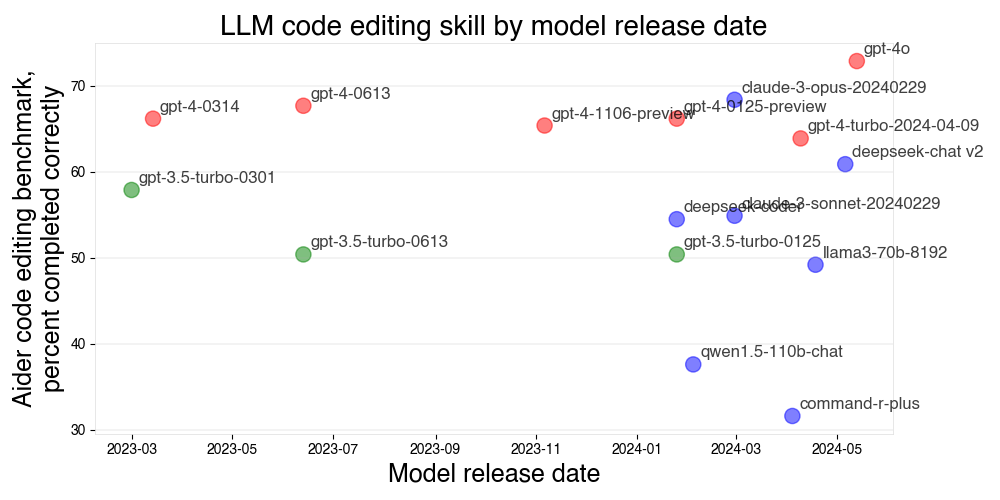 LLM code editing skill by model release date
Aider code editing benchmark,
percent completed correctly
70
60
50
40
30
gpt-4o
claude-3-opus-20240229
gpt-4-0613
gpt-4-0314
gpt-4-1106-preview
gpt-4-0125-preview
gpt-4-turbo-2024-04-09
deepseek-chat v2
gpt-3.5-turbo-0301
deepseek-coder
claude-3-sonnet-20240229
gpt-3.5-turbo-0613
gpt-3.5-turbo-0125
llama3-70b-8192
qwen1.5-110b-chat
command-r-plus
2023-03
2023-05
2023-07
2023-09
2023-11
2024-01
2024-03
2024-05
Model release date